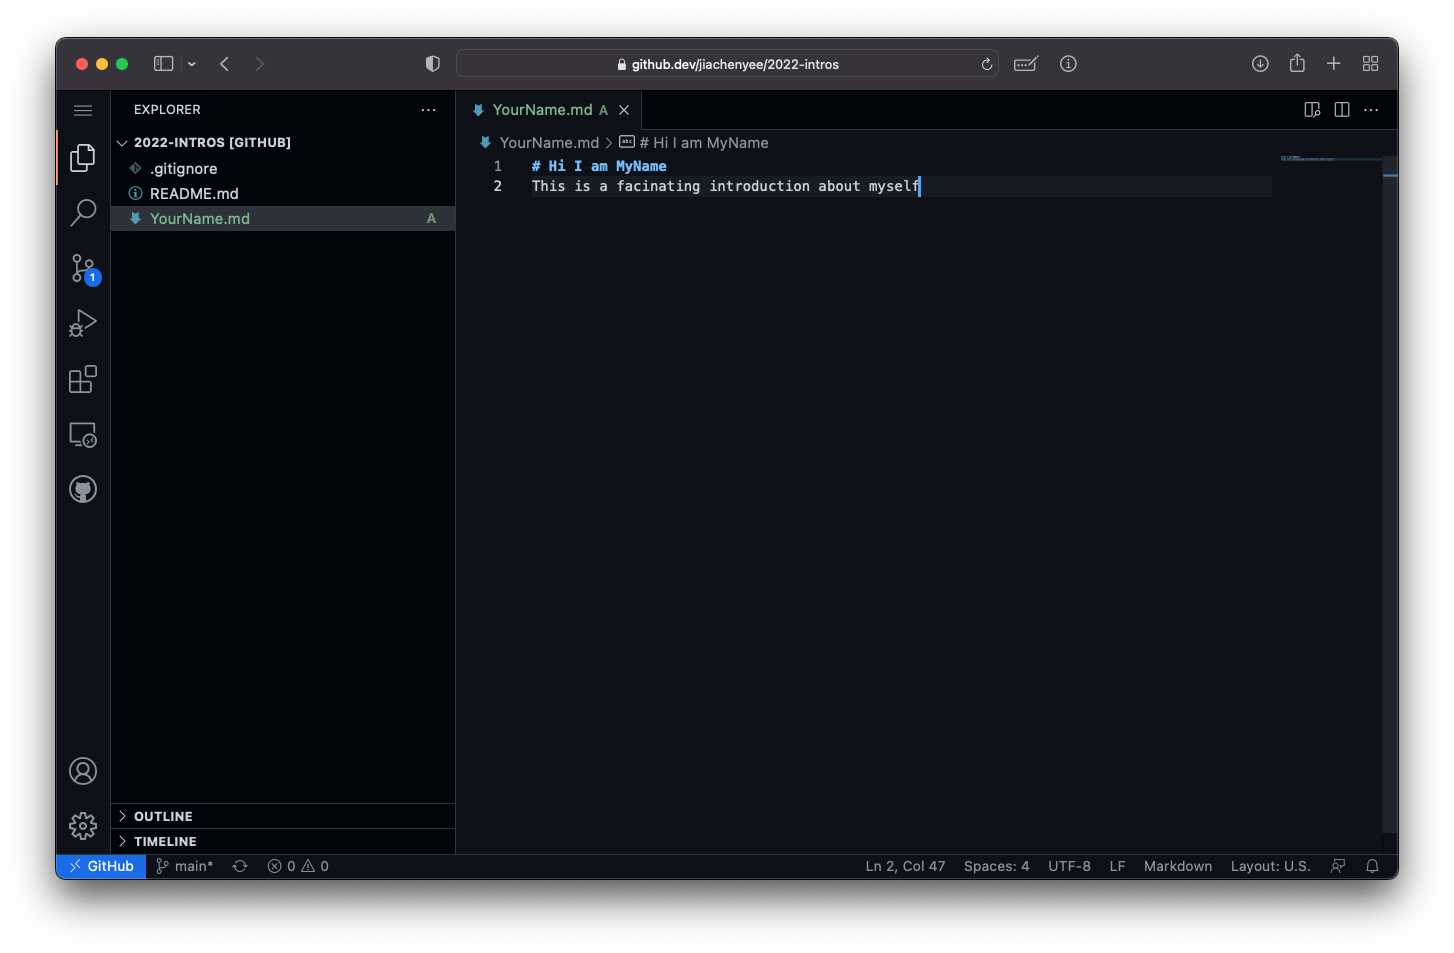 github.dev/jiachenyee/2022-intros
EXPLORER
2022-INTROS [GITHUB]
.gitignore
README.md
YourName.md A
1
YourName.md A
YourName.md > abc # Hi I am MyName
1 # Hi I am MyName
2 This is a facinating introduction about myself
OUTLINE
TIMELINE
GitHub main* 0 0 Ln 2, Col 47 Spaces: 4 UTF-8 LF Markdown Layout: U.S.